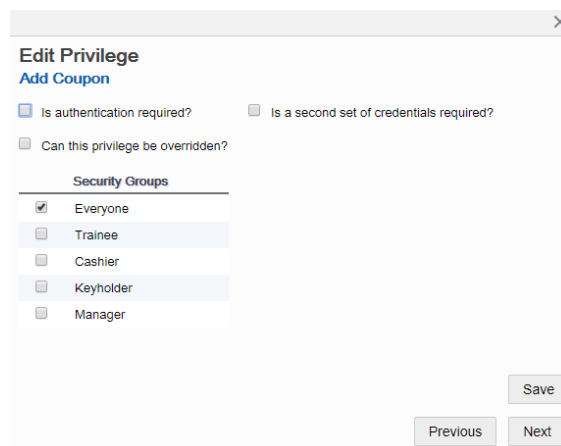 Edit Privilege
Add Coupon
Is authentication required? Is a second set of credentials required?
Can this privilege be overridden?
Security Groups
Everyone
Trainee
Cashier
Keyholder
Manager
Save
Previous Next